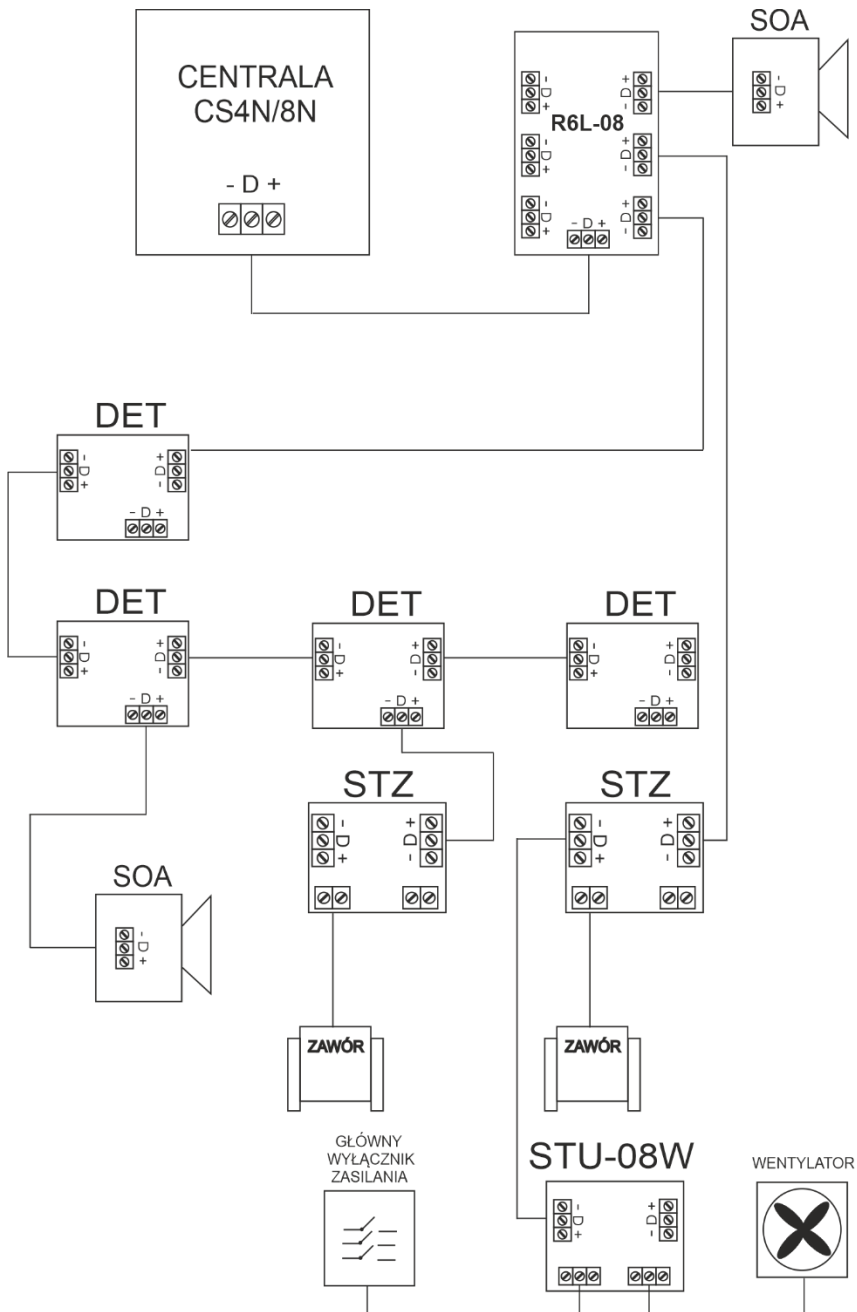 CENTRALA
CS4N/8N
- D +
SOA
-
D
+
R6L-08
-
D
+
+
D
-
-
D
+
+
D
-
-
D
+
+
D
-
- D +
DET
-
D
+
+
D
-
- D +
DET
-
D
+
+
D
-
- D +
DET
-
D
+
+
D
-
- D +
DET
-
D
+
+
D
-
- D +
STZ
-
D
+
+
D
-
STZ
-
D
+
+
D
-
SOA
-
D
+
ZAWÓR
ZAWÓR
GŁÓWNY
WYŁĄCZNIK
ZASILANIA
STU-08W
-
D
+
+
D
-
WENTYLATOR